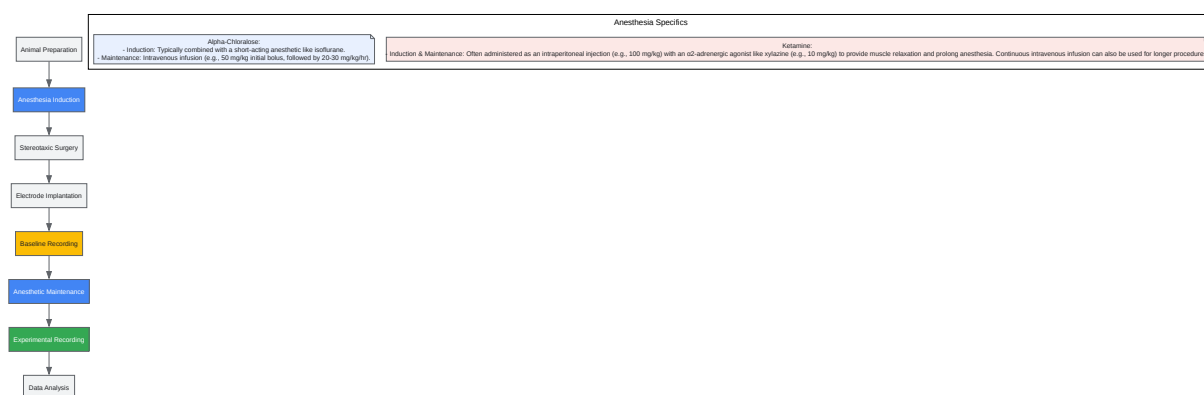 Anesthesia Specifics
Animal Preparation
Alpha-Chloralose:
- Induction: Typically combined with a short-acting anesthetic like isoflurane.
- Maintenance: Intravenous infusion (e.g., 50 mg/kg initial bolus, followed by 20-30 mg/kg/hr).
Ketamine:
- Induction & Maintenance: Often administered as an intraperitoneal injection (e.g., 100 mg/kg) with an α2-adrenergic agonist like xylazine (e.g., 10 mg/kg) to provide muscle relaxation and prolong anesthesia. Continuous intravenous infusion can also be used for longer procedure
Anesthesia Induction
Stereotaxic Surgery
Electrode Implantation
Baseline Recording
Anesthetic Maintenance
Experimental Recording
Data Analysis